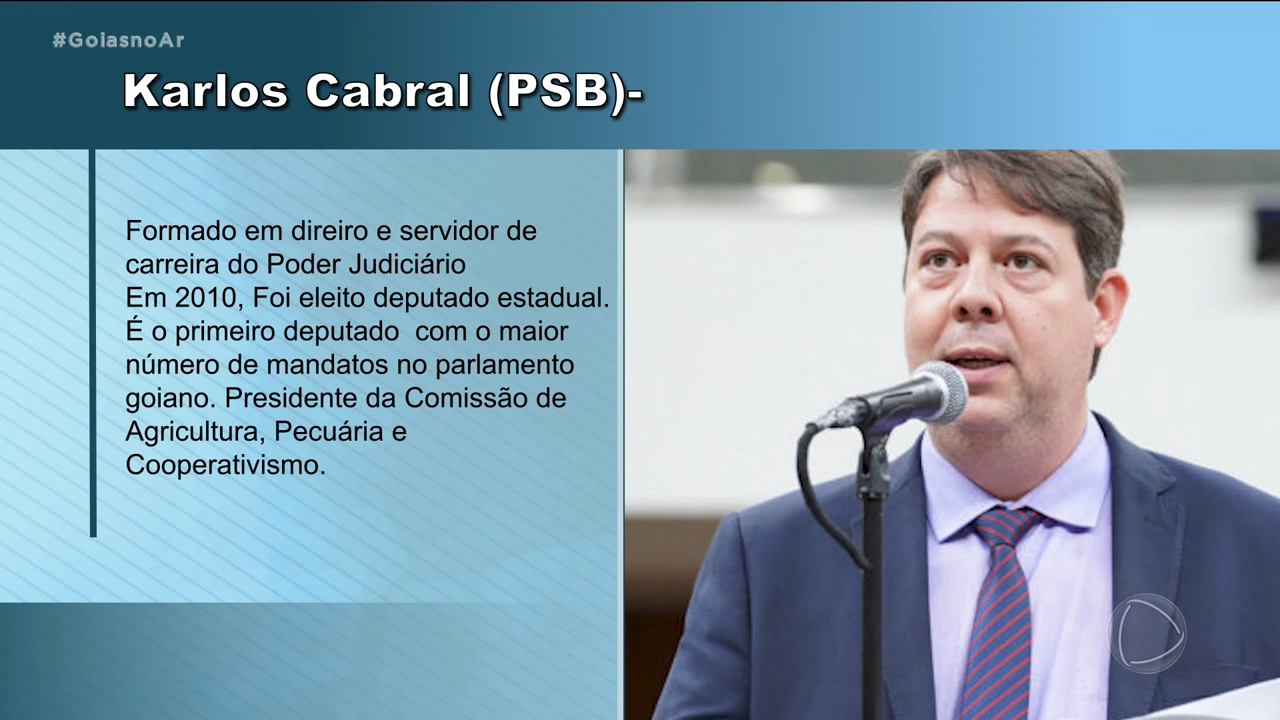 #GoiasnoAr
Karlos Cabral (PSB)-
Formado em direiro e servidor de
carreira do Poder Judiciário
Em 2010, Foi eleito deputado estadual.
É o primeiro deputado  com o maior
número de mandatos no parlamento
goiano. Presidente da Comissão de
Agricultura, Pecuária e
Cooperativismo.